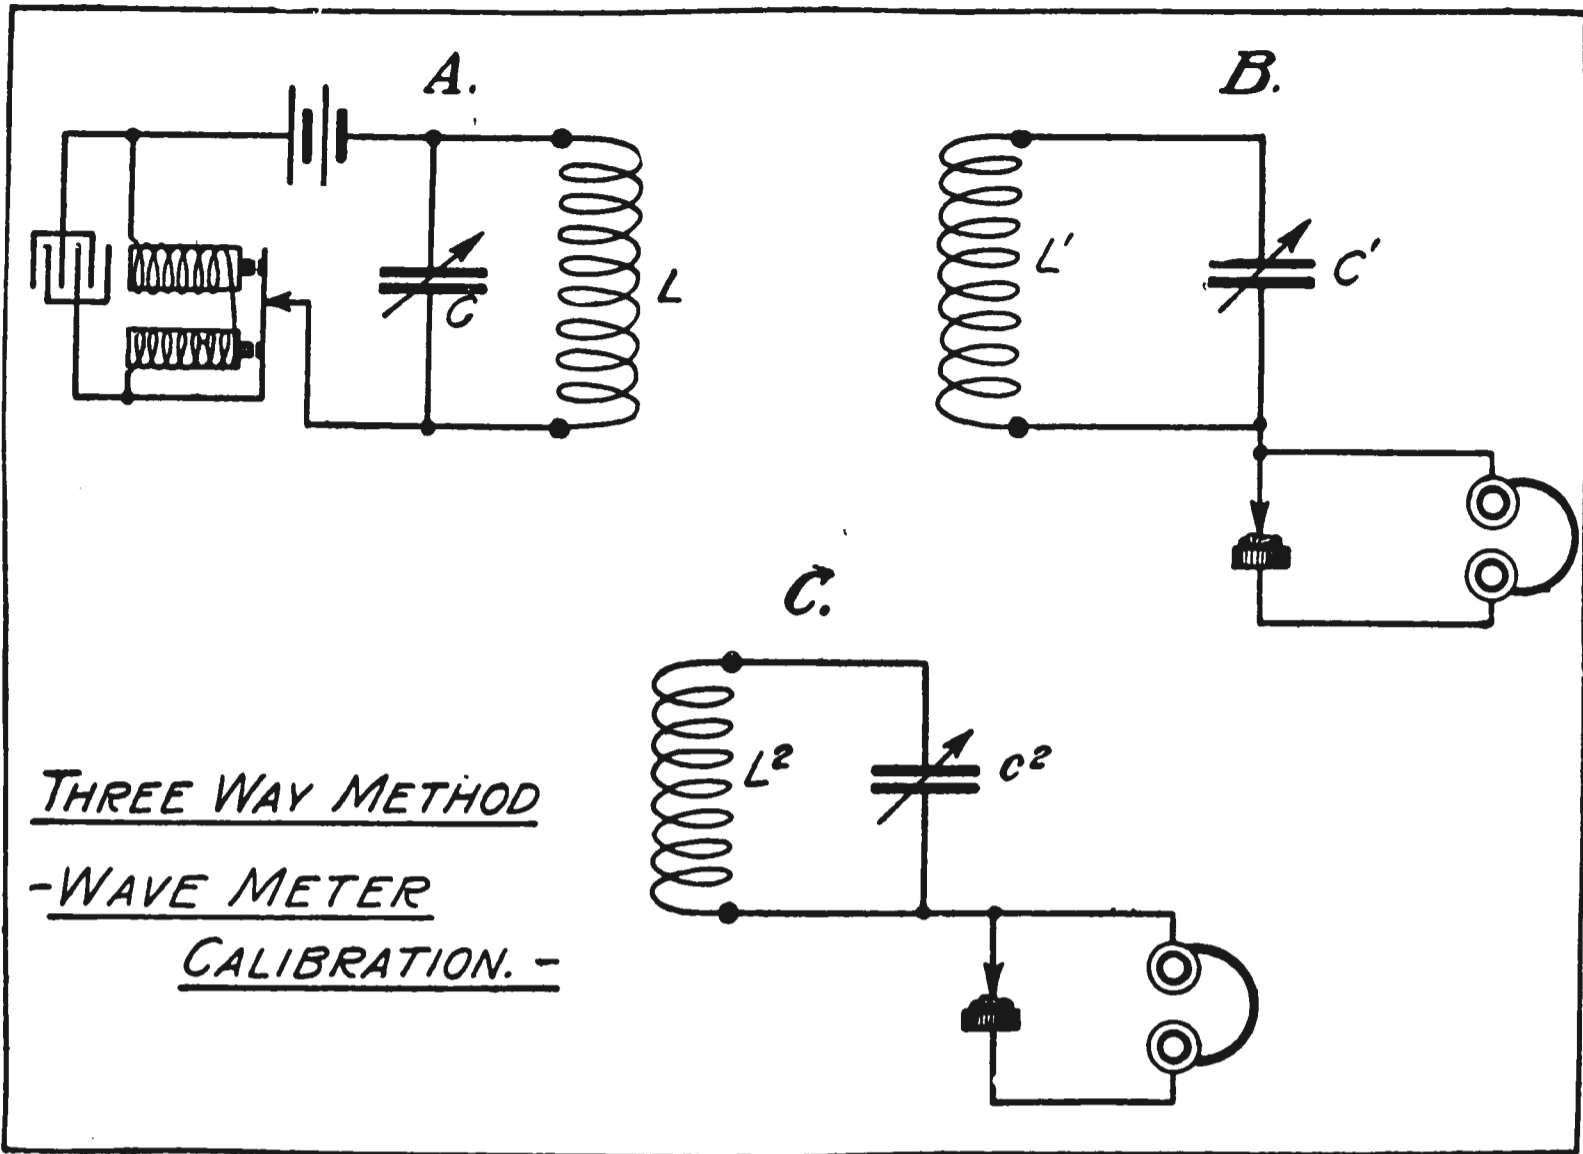 A.
B.
C
L
L'
C'
C.
L²
c²
THREE WAY METHOD
-WAVE METER
CALIBRATION. -